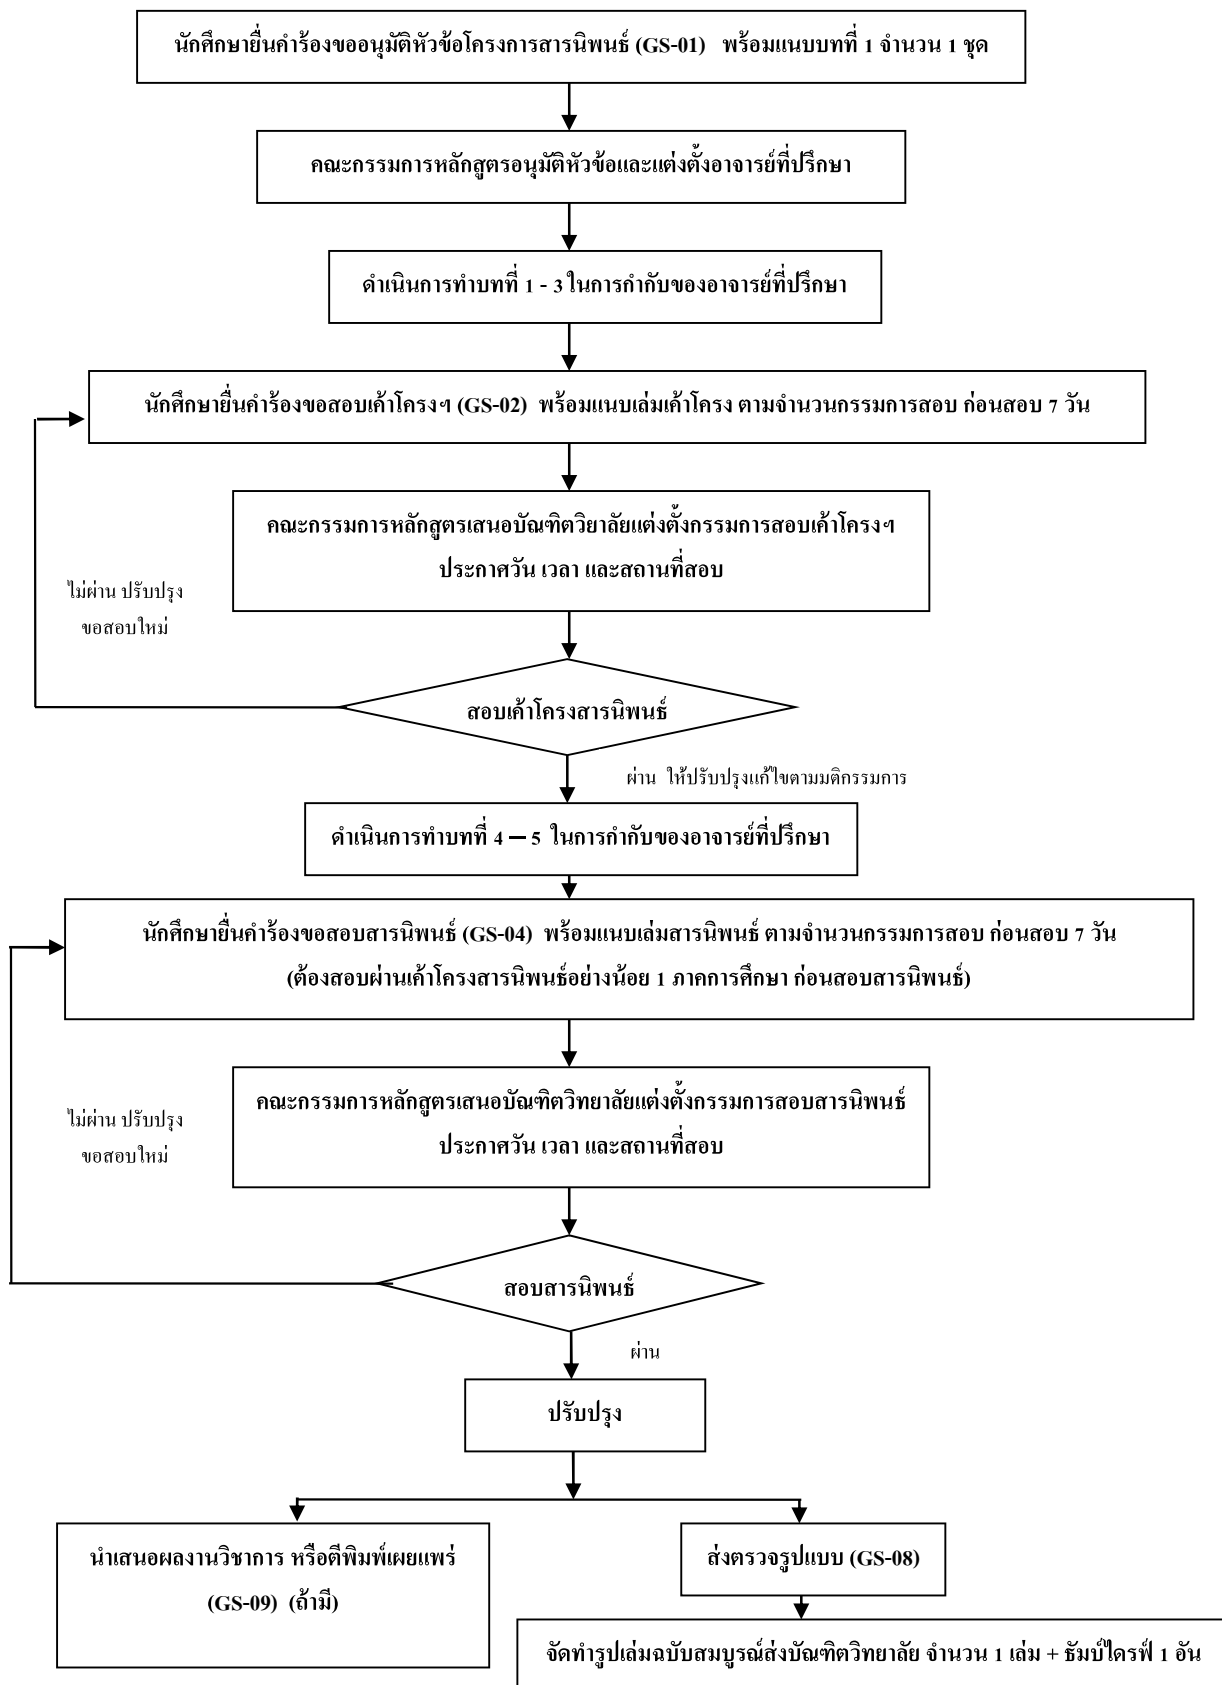 นักศึกษายื่นคำร้องขออนุมัติหัวข้อโครงการสารนิพนธ์ (GS-01) พร้อมแนบบทที่ 1 จำนวน 1 ชุด
คณะกรรมการหลักสูตรอนุมัติหัวข้อและแต่งตั้งอาจารย์ที่ปรึกษา
ดำเนินการทำบทที่ 1 - 3 ในการกำกับของอาจารย์ที่ปรึกษา
นักศึกษายื่นคำร้องขอสอบเค้าโครงฯ (GS-02) พร้อมแนบเล่มเค้าโครง ตามจำนวนกรรมการสอบ ก่อนสอบ 7 วัน
คณะกรรมการหลักสูตรเสนอบัณฑิตวิยาลัยแต่งตั้งกรรมการสอบเค้าโครงฯ
ประกาศวัน เวลา และสถานที่สอบ
ไม่ผ่าน ปรับปรุง
ขอสอบใหม่
สอบเค้าโครงสารนิพนธ์
ผ่าน ให้ปรับปรุงแก้ไขตามมติกรรมการ
ดำเนินการทำบทที่ 4 – 5 ในการกำกับของอาจารย์ที่ปรึกษา
นักศึกษายื่นคำร้องขอสอบสารนิพนธ์ (GS-04) พร้อมแนบเล่มสารนิพนธ์ ตามจำนวนกรรมการสอบ ก่อนสอบ 7 วัน
(ต้องสอบผ่านเค้าโครงสารนิพนธ์อย่างน้อย 1 ภาคการศึกษา ก่อนสอบสารนิพนธ์)
คณะกรรมการหลักสูตรเสนอบัณฑิตวิทยาลัยแต่งตั้งกรรมการสอบสารนิพนธ์
ประกาศวัน เวลา และสถานที่สอบ
ไม่ผ่าน ปรับปรุง
ขอสอบใหม่
สอบสารนิพนธ์
ผ่าน
ปรับปรุง
นำเสนอผลงานวิชาการ หรือตีพิมพ์เผยแพร่
(GS-09) (ถ้ามี)
ส่งตรวจรูปแบบ (GS-08)
จัดทำรูปเล่มฉบับสมบูรณ์ส่งบัณฑิตวิทยาลัย จำนวน 1 เล่ม + ธัมป์ไดรฟ์ 1 อัน